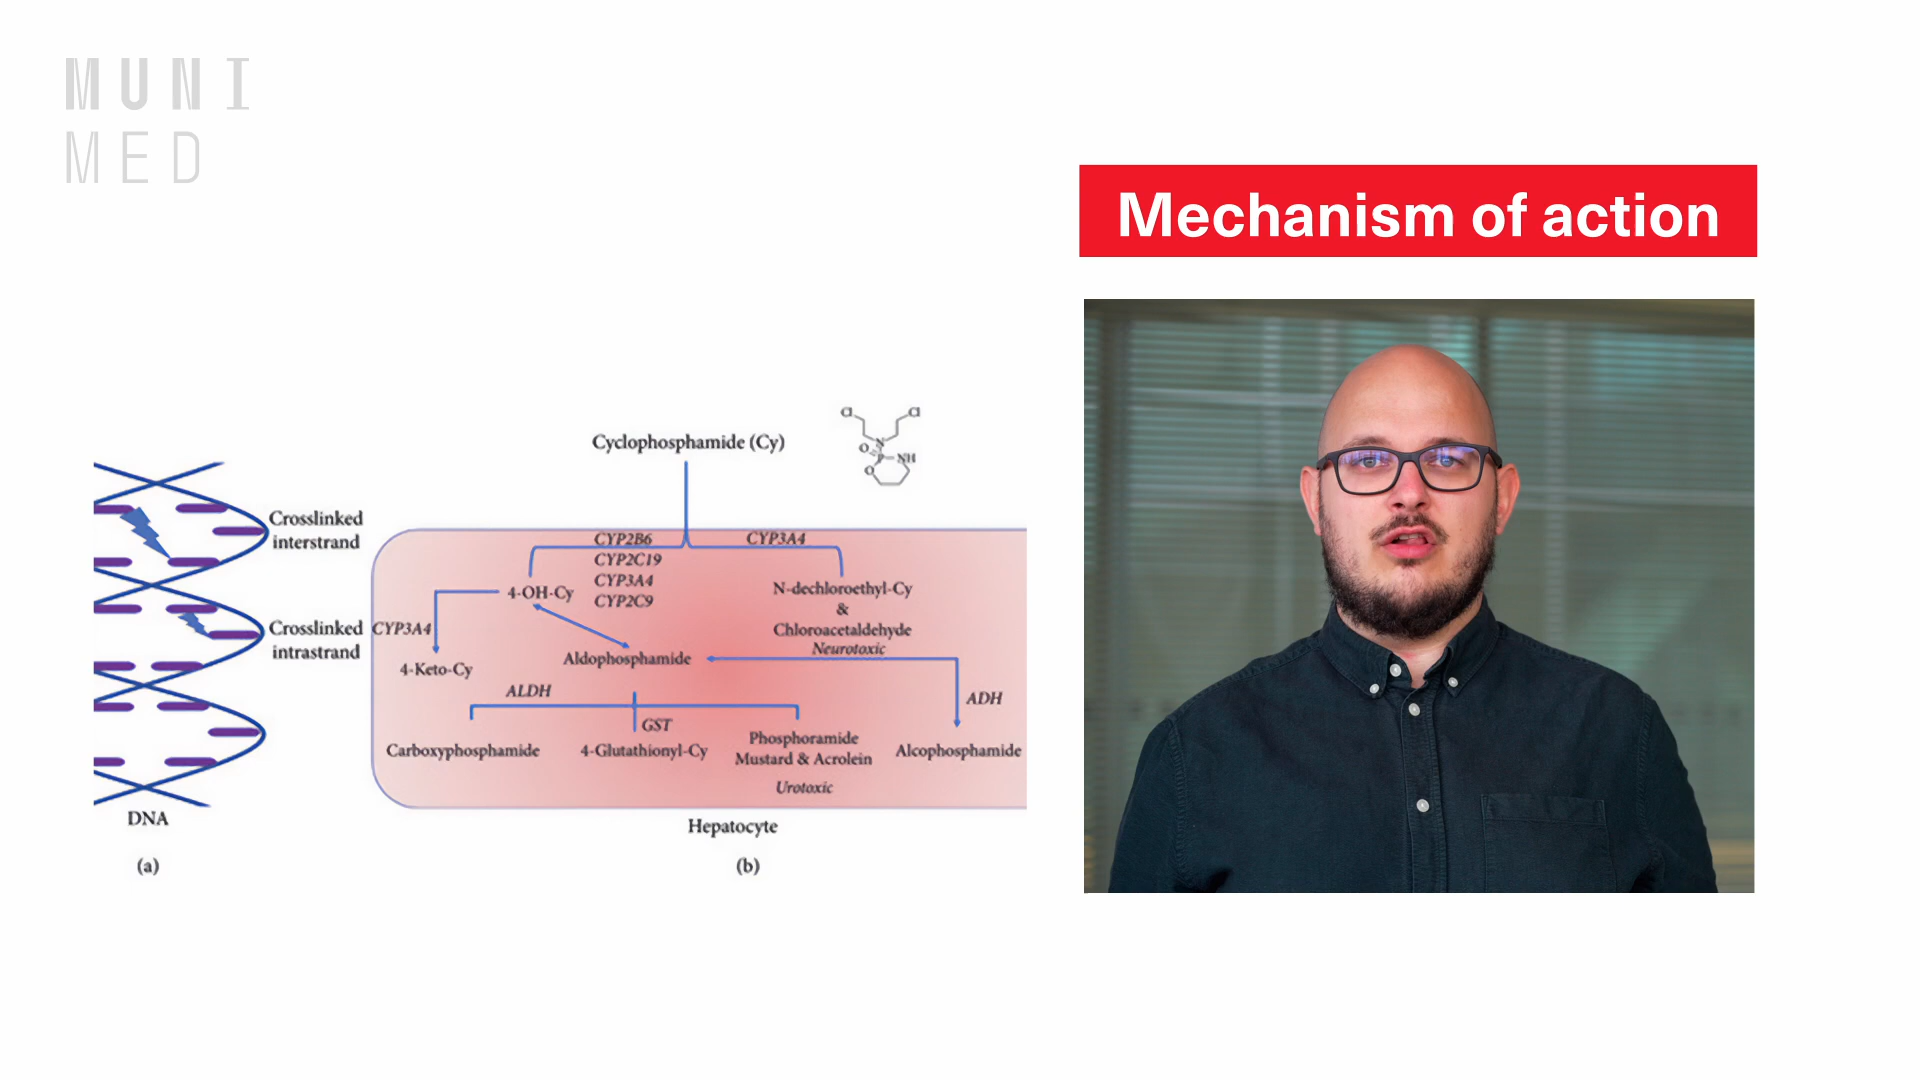 MUNI
MED
Mechanism of action
Cl
Cl
N
O
P
NH
O
Cyclophosphamide (Cy)
Crosslinked
interstrand
Crosslinked
intrastrand
DNA
(a)
CYP2B6
CYP2C19
CYP3A4
CYP2C9
CYP3A4
4-OH-Cy
N-dechloroethyl-Cy
&
Chloroacetaldehyde
Neurotoxic
CYP3A4
4-Keto-Cy
Aldophosphamide
ALDH
GST
ADH
Carboxyphosphamide
4-Glutathionyl-Cy
Phosphoramide
Mustard & Acrolein
Urotoxic
Alcophosphamide
Hepatocyte
(b)